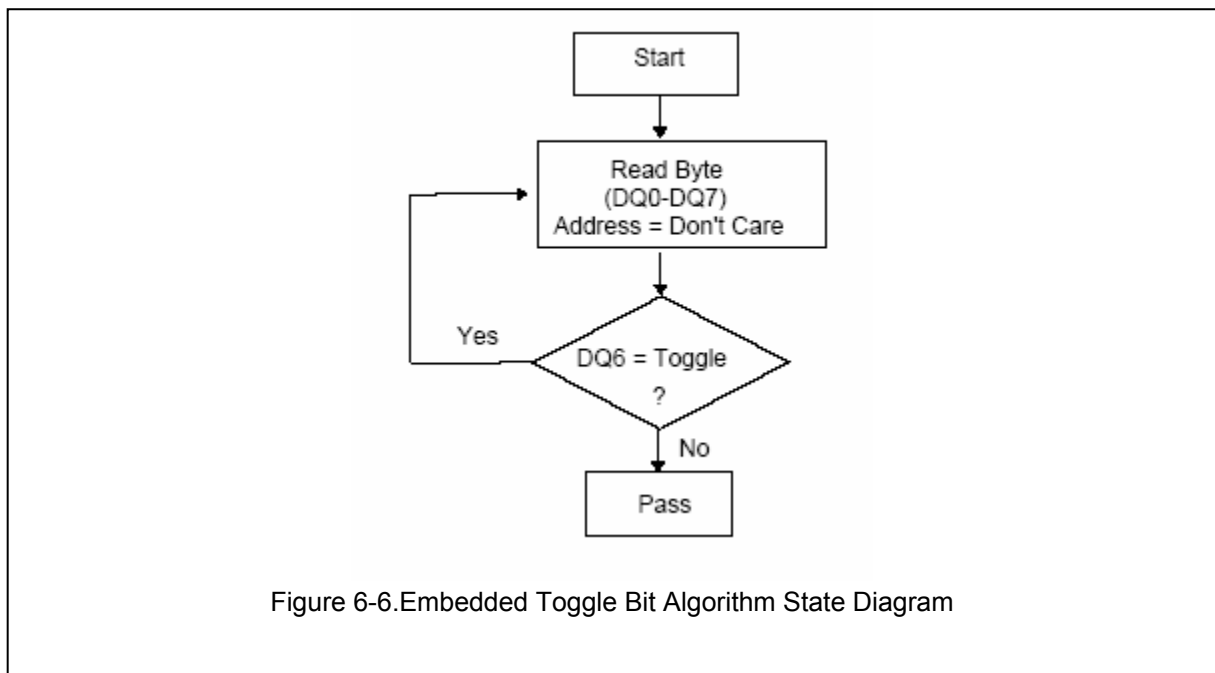 Start
Read Byte
(DQ0-DQ7)
Address = Don't Care
Yes
DQ6 = Toggle
?
No
Pass
Figure 6-6.Embedded Toggle Bit Algorithm State Diagram